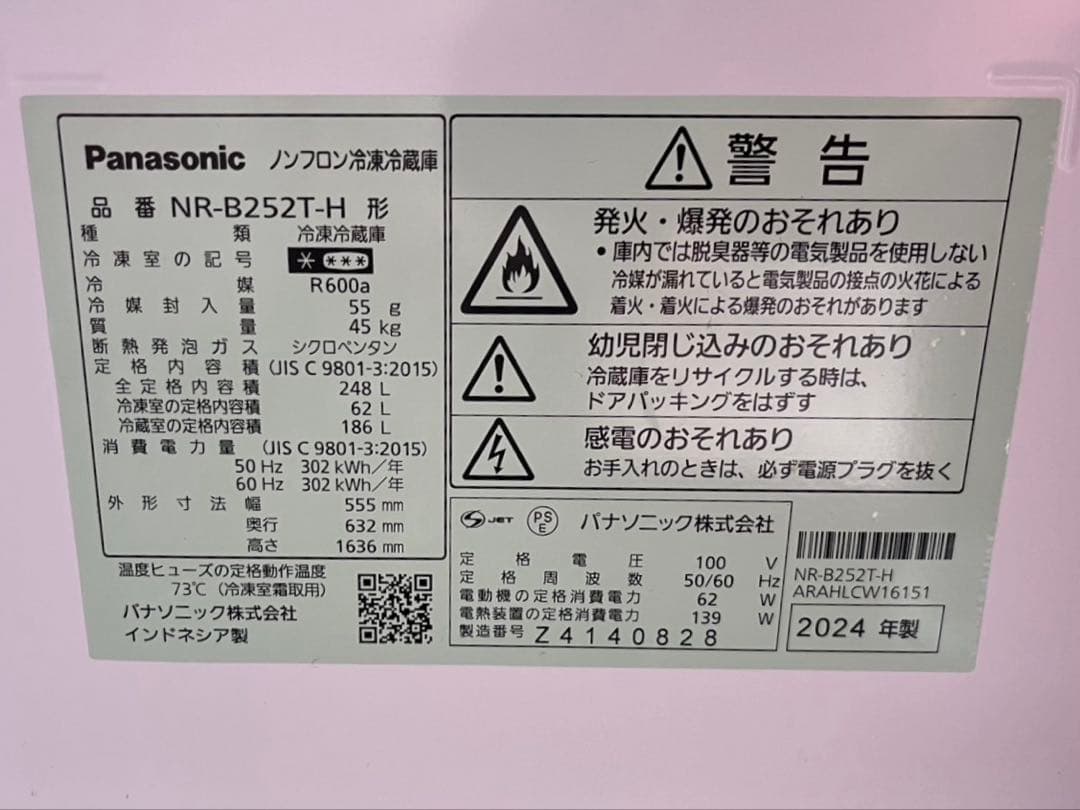 Panasonic ノンフロン冷凍冷蔵庫
品番 NR-B252T-H 形
種類 冷凍冷蔵庫
冷凍室の記号 * ***
冷媒 R600a
冷媒封入量 55 g
質量 45 kg
断熱発泡ガス シクロペンタン
定格内容積 (JIS C 9801-3:2015)
全定格内容積 248 L
冷凍室の定格内容積 62 L
冷蔵室の定格内容積 186 L
消費電力量 (JIS C 9801-3:2015)
50 Hz 302 kWh/年
60 Hz 302 kWh/年
外形寸法 幅 555 mm
奥行 632 mm
高さ 1636 mm
温度ヒューズの定格動作温度
73℃(冷凍室霜取用)
パナソニック株式会社
インドネシア製
警告
発火・爆発のおそれあり
・庫内では脱臭器等の電気製品を使用しない
冷媒が漏れていると電気製品の接点の火花による
着火・着火による爆発のおそれがあります
幼児閉じ込みのおそれあり
冷蔵庫をリサイクルする時は、
ドアパッキングをはずす
感電のおそれあり
お手入れのときは、必ず電源プラグを抜く
S JET PSE パナソニック株式会社
定格電圧 100 V
定格周波数 50/60 Hz
電動機の定格消費電力 62 W
電熱装置の定格消費電力 139 W
製造番号 Z4140828
NR-B252T-H
ARAHLCW16151
2024 年製